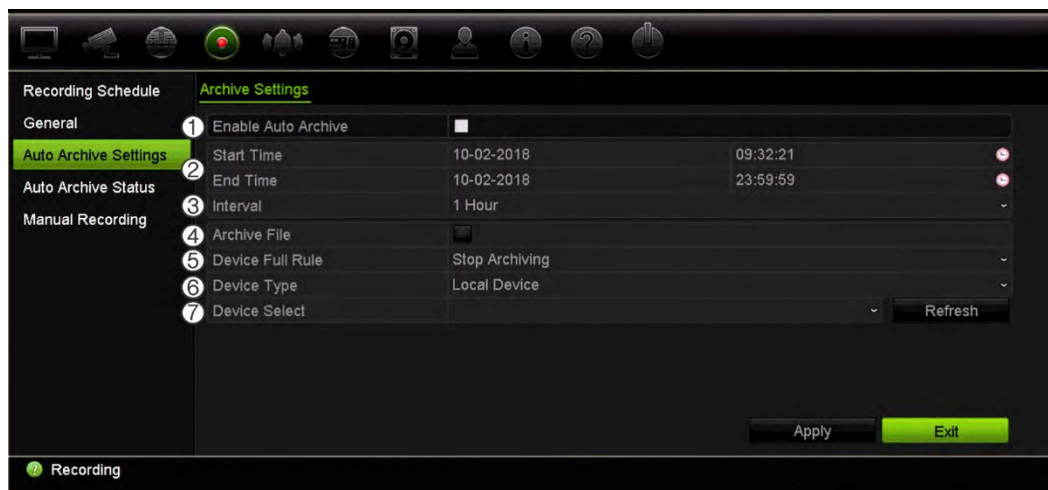 Recording Schedule
Archive Settings
General
① Enable Auto Archive
Auto Archive Settings
Start Time 10-02-2018 09:32:21
②
End Time 10-02-2018 23:59:59
Auto Archive Status
③ Interval 1 Hour
Manual Recording
④ Archive File
⑤ Device Full Rule Stop Archiving
⑥ Device Type Local Device
⑦ Device Select Refresh
Apply Exit
? Recording